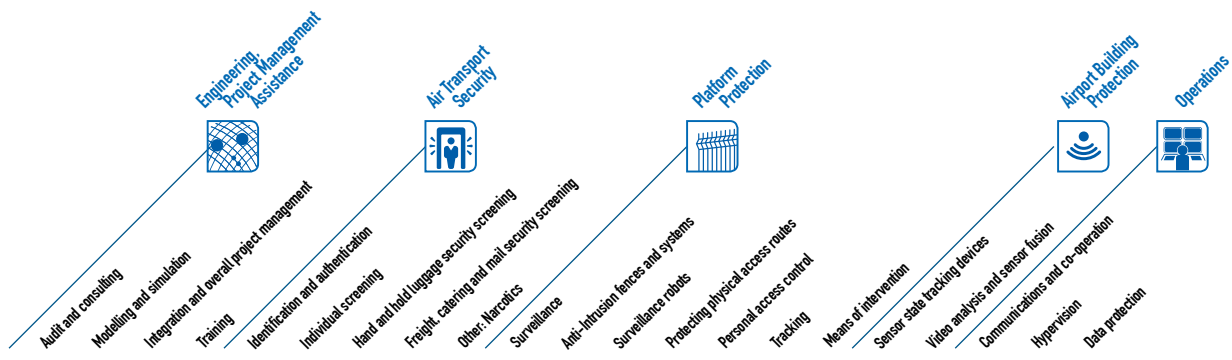 Engineering,
Project Management
Assistance
Air Transport
Security
Platform
Protection
Airport Building
Protection
Operations
Audit and consulting
Modelling and simulation
Integration and overall project management
Training
Identification and authentication
Individual screening
Hand and hold luggage security screening
Freight, catering and mail security screening
Other: Narcotics
Surveillance
Anti-Intrusion fences and systems
Surveillance robots
Protecting physical access routes
Personal access control
Tracking
Means of intervention
Sensor state tracking devices
Video analysis and sensor fusion
Communications and co-operation
Hypervision
Data protection